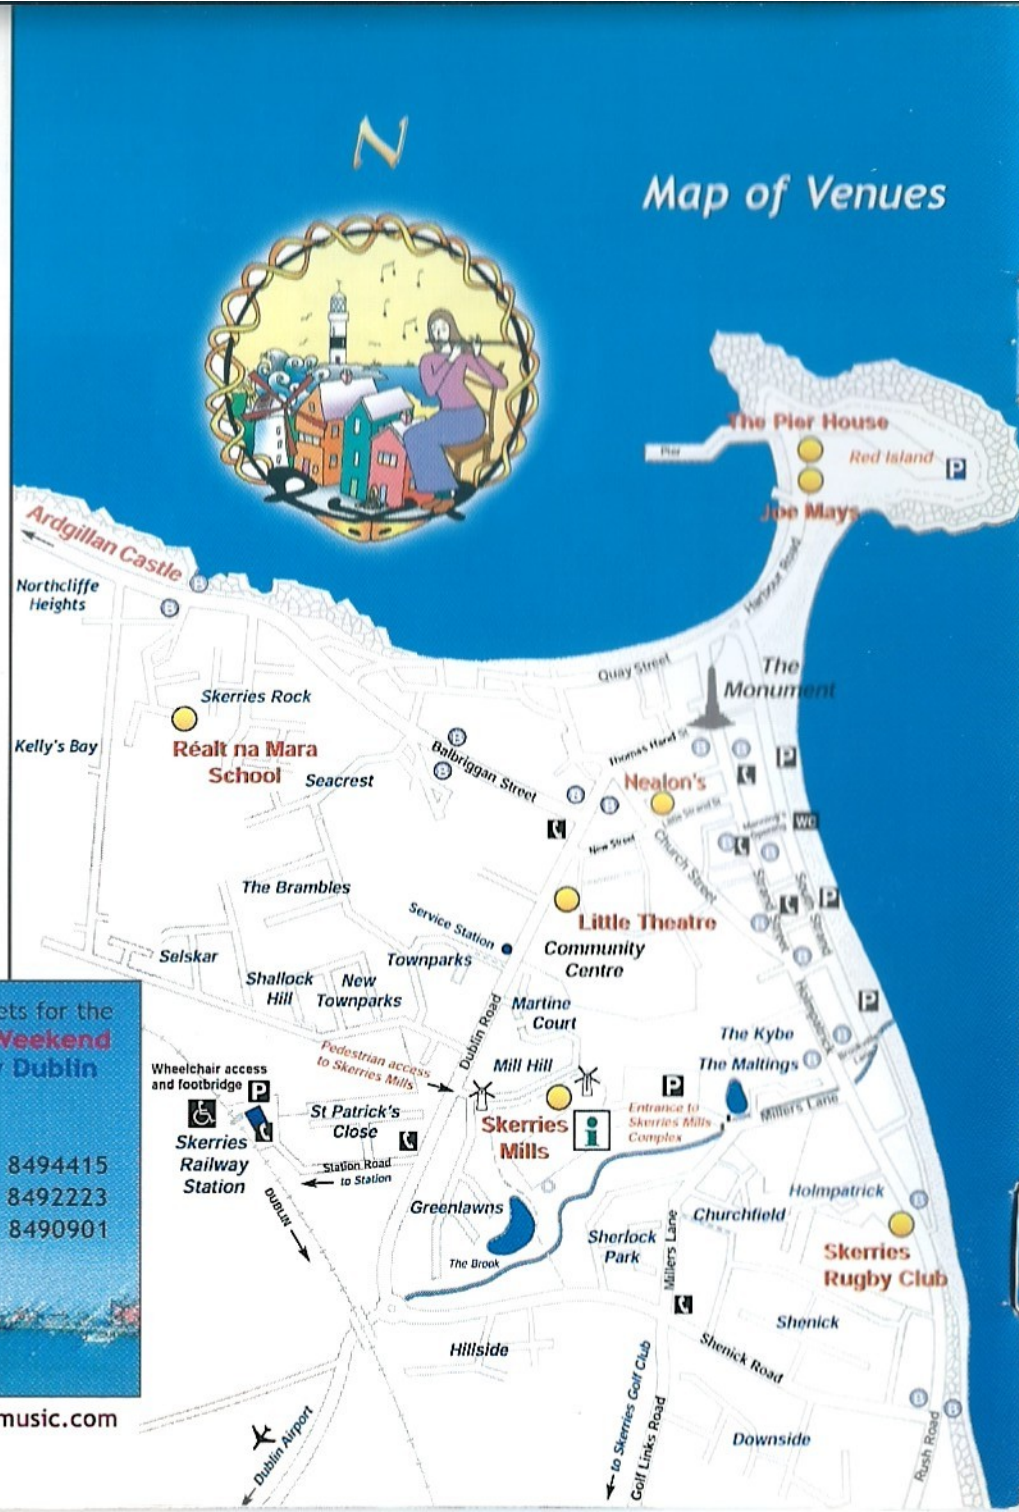 N
Map of Venues
The Pier House
Pier
Red Island
P
Joe Mays
Harbour Road
Ardgillan Castle
B
Northcliffe
Heights
B
Quay Street
The
Monument
Skerries Rock
Réalt na Mara
School
Kelly's Bay
Seacrest
B
Balbriggan Street
B
Thomas Hand St
B
B
P
Nealon's
B
B
Little Strand St
New Street
Church Street
WC
B
B
Strand Street
South Strand
P
The Brambles
Little Theatre
Community
Centre
Service Station
B
B
Selskar
Townparks
Shallock
Hill
New
Townparks
Martine
Court
Holmpatrick
P
Dublin Road
The Kybe
B
The Maltings
B
Millers Lane
Pedestrian access
to Skerries Mills
Mill Hill
P
Skerries
Mills
i
Entrance to
Skerries Mills
Complex
Wheelchair access
and footbridge
P
Skerries
Railway
Station
St Patrick's
Close
Station Road
to Station
DUBLIN
Greenlawns
The Brook
Sherlock
Park
Millers Lane
Churchfield
Holmpatrick
B
Skerries
Rugby Club
Shenick
Shenick Road
Hillside
to Skerries Golf Club
Golf Links Road
Downside
B
B
Rush Road
Dublin Airport
ets for the
Weekend
y Dublin
8494415
8492223
8490901
music.com